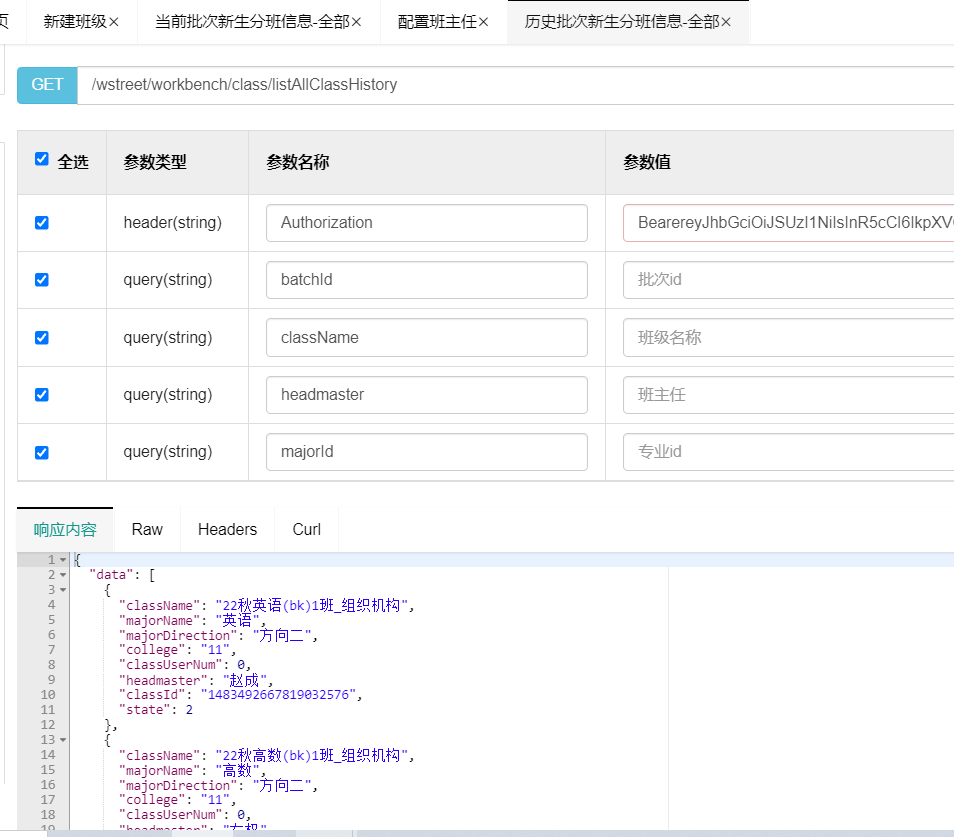 页 新建班级× 当前批次新生分班信息-全部× 配置班主任× 历史批次新生分班信息-全部×
GET /wstreet/workbench/class/listAllClassHistory
全选 参数类型 参数名称 参数值
header(string) Authorization BearereyJhbGciOiJSUzI1NiIsInR5cCI6IkpXV
query(string) batchId 批次id
query(string) className 班级名称
query(string) headmaster 班主任
query(string) majorId 专业id
响应内容 Raw Headers Curl
1 {
2 "data": [
3 {
4 "className": "22秋英语(bk)1班_组织机构",
5 "majorName": "英语",
6 "majorDirection": "方向二",
7 "college": "11",
8 "classUserNum": 0,
9 "headmaster": "赵成",
10 "classId": "1483492667819032576",
11 "state": 2
12 },
13 {
14 "className": "22秋高数(bk)1班_组织机构",
15 "majorName": "高数",
16 "majorDirection": "方向二",
17 "college": "11",
18 "classUserNum": 0,
19 "headmaster":